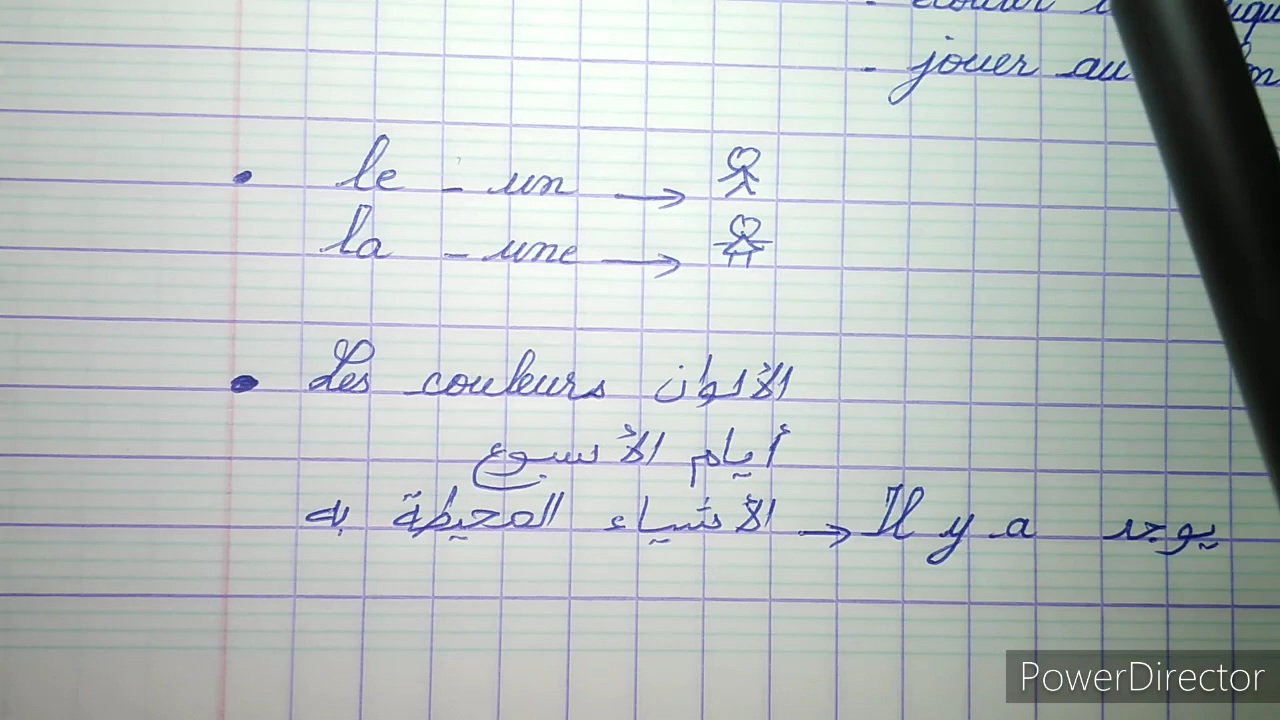 - jouer au
• le - un →
la - une →
• Les couleurs الألوان
أيام الأسبوع
الأشياء المحيطة به → Il y a يوجد
PowerDirector